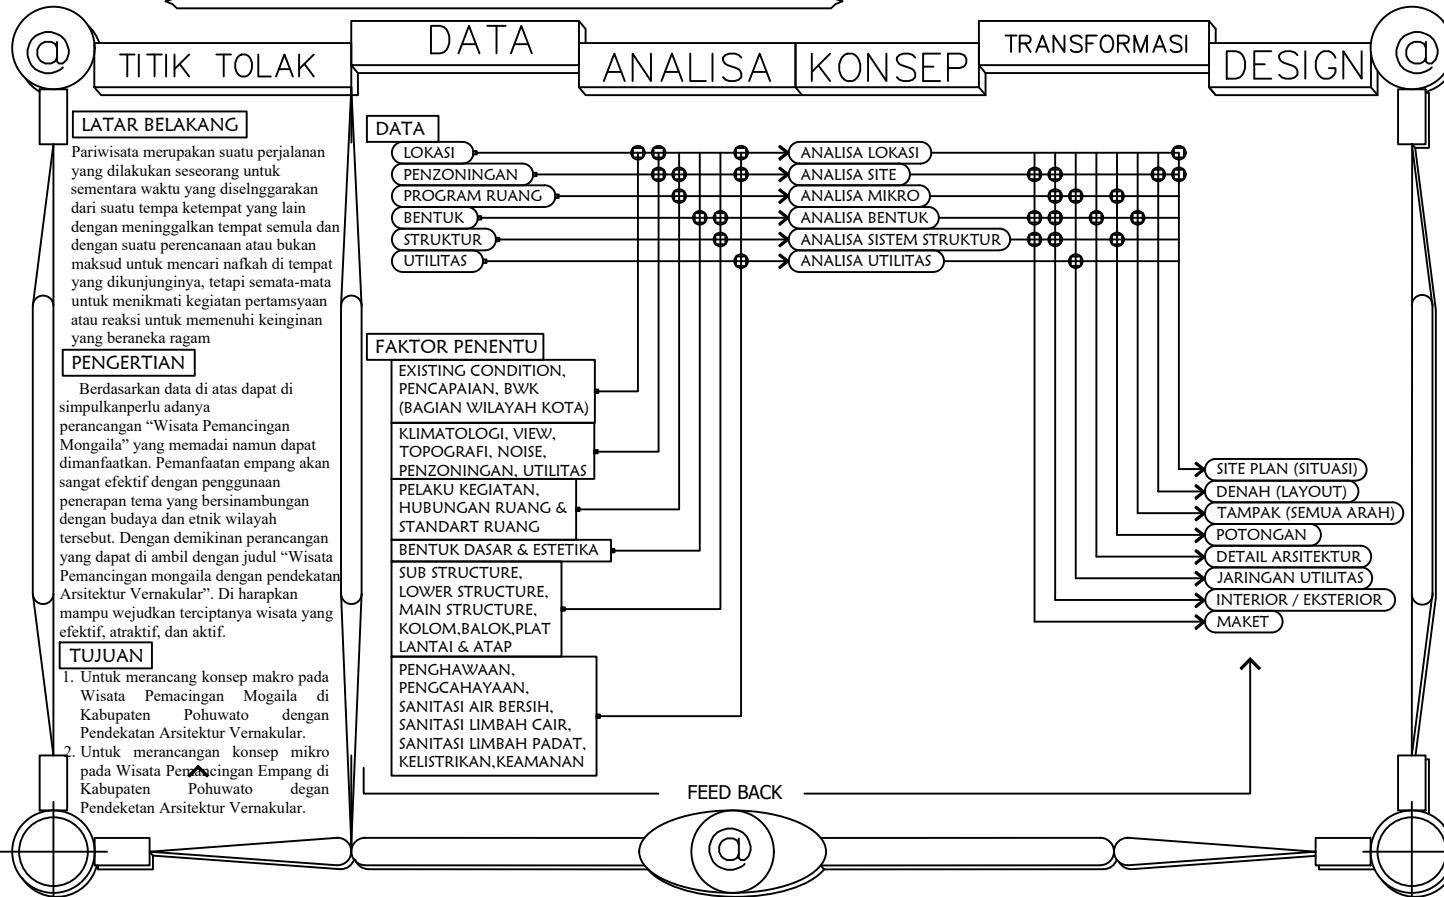 @
TITIK TOLAK
DATA
ANALISA
KONSEP
TRANSFORMASI
DESIGN
@
LATAR BELAKANG
Pariwisata merupakan suatu perjalanan
yang dilakukan seseorang untuk
sementara waktu yang diselnggarakan
dari suatu tempa ketempat yang lain
dengan meninggalkan tempat semula dan
dengan suatu perencanaan atau bukan
maksud untuk mencari nafkah di tempat
yang dikunjunginya, tetapi semata-mata
untuk menikmati kegiatan pertamsyaan
atau reaksi untuk memenuhi keinginan
yang beraneka ragam
PENGERTIAN
Berdasarkan data di atas dapat di
simpulkanperlu adanya
perancangan “Wisata Pemancingan
Mongaila” yang memadai namun dapat
dimanfaatkan. Pemanfaatan empang akan
sangat efektif dengan penggunaan
penerapan tema yang bersinambungan
dengan budaya dan etnik wilayah
tersebut. Dengan demikinan perancangan
yang dapat di ambil dengan judul “Wisata
Pemancingan mongaila dengan pendekatan
Arsitektur Vernakular”. Di harapkan
mampu wejudkan terciptanya wisata yang
efektif, atraktif, dan aktif.
TUJUAN
1. Untuk merancang konsep makro pada
Wisata Pemacingan Mogaila di
Kabupaten Pohuwato dengan
Pendekatan Arsitektur Vernakular.
2. Untuk merancangan konsep mikro
pada Wisata Pemancingan Empang di
Kabupaten Pohuwato degan
Pendeketan Arsitektur Vernakular.
DATA
LOKASI
PENZONINGAN
PROGRAM RUANG
BENTUK
STRUKTUR
UTILITAS
ANALISA LOKASI
ANALISA SITE
ANALISA MIKRO
ANALISA BENTUK
ANALISA SISTEM STRUKTUR
ANALISA UTILITAS
FAKTOR PENENTU
EXISTING CONDITION,
PENCAPAIAN, BWK
(BAGIAN WILAYAH KOTA)
KLIMATOLOGI, VIEW,
TOPOGRAFI, NOISE,
PENZONINGAN, UTILITAS
PELAKU KEGIATAN,
HUBUNGAN RUANG &
STANDART RUANG
BENTUK DASAR & ESTETIKA
SUB STRUCTURE,
LOWER STRUCTURE,
MAIN STRUCTURE,
KOLOM,BALOK,PLAT
LANTAI & ATAP
PENGHAWAAN,
PENGCAHAYAAN,
SANITASI AIR BERSIH,
SANITASI LIMBAH CAIR,
SANITASI LIMBAH PADAT,
KELISTRIKAN,KEAMANAN
SITE PLAN (SITUASI)
DENAH (LAYOUT)
TAMPAK (SEMUA ARAH)
POTONGAN
DETAIL ARSITEKTUR
JARINGAN UTILITAS
INTERIOR / EKSTERIOR
MAKET
FEED BACK
@